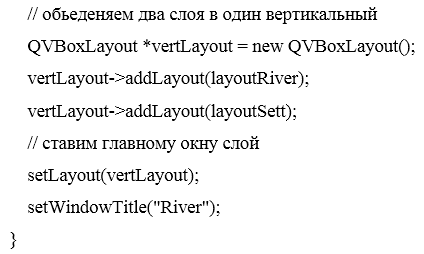 // обьеденяем два слоя в один вертикальный
QVBoxLayout *vertLayout = new QVBoxLayout();
vertLayout->addLayout(layoutRiver);
vertLayout->addLayout(layoutSett);
// ставим главному окну слой
setLayout(vertLayout);
setWindowTitle("River");
}